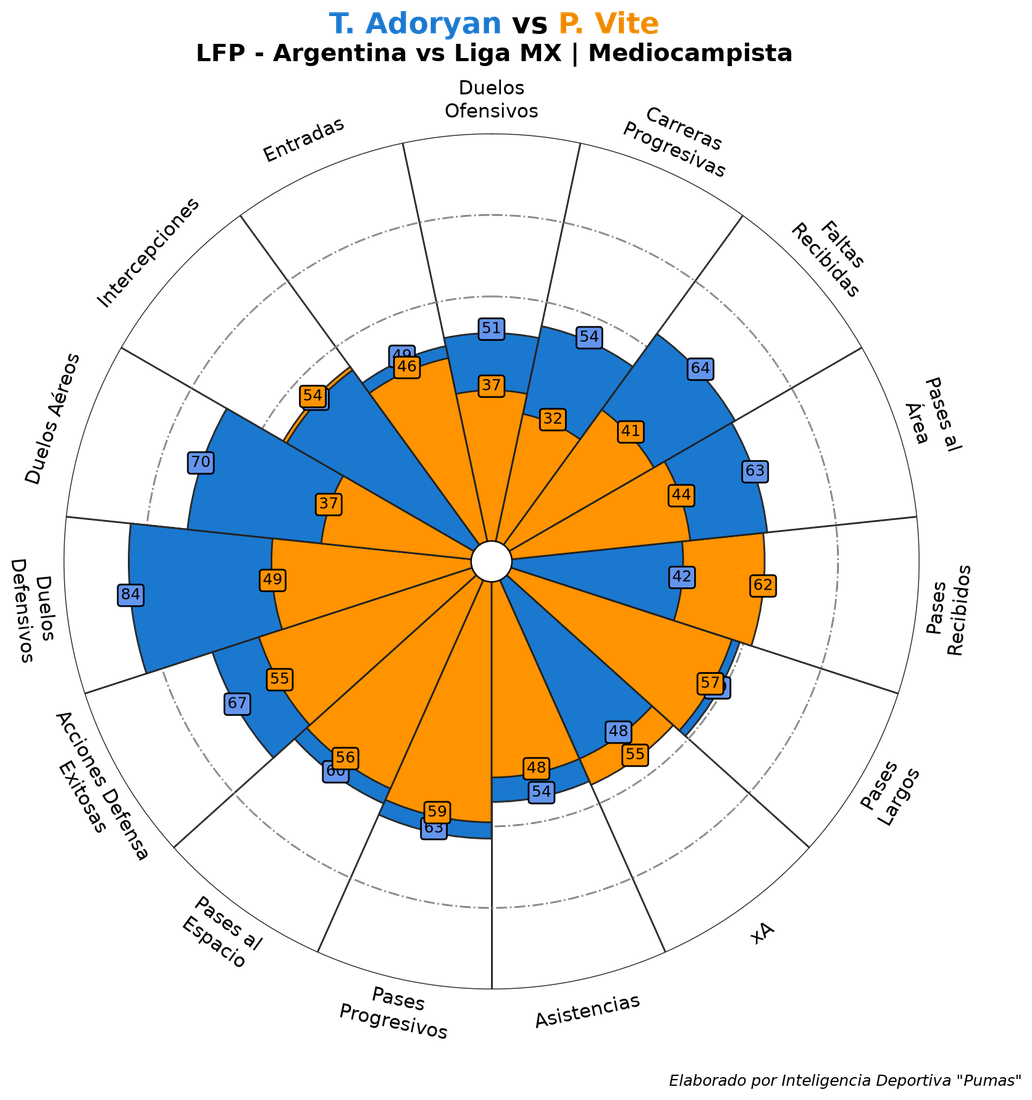 T. Adoryan vs P. Vite
LFP - Argentina vs Liga MX | Mediocampista
Duelos
Ofensivos
Carreras
Progresivas
Faltas
Recibidas
Pases al
Área
Pases
Recibidos
Pases
Largos
xA
Asistencias
Pases
Progresivos
Pases al
Espacio
Acciones Defensa
Exitosas
Duelos
Defensivos
Duelos Aéreos
Intercepciones
Entradas
51
37
54
32
64
41
63
44
42
62
57
48
55
48
54
59
63
56
60
55
67
49
84
37
70
54
49
46
Elaborado por Inteligencia Deportiva "Pumas"